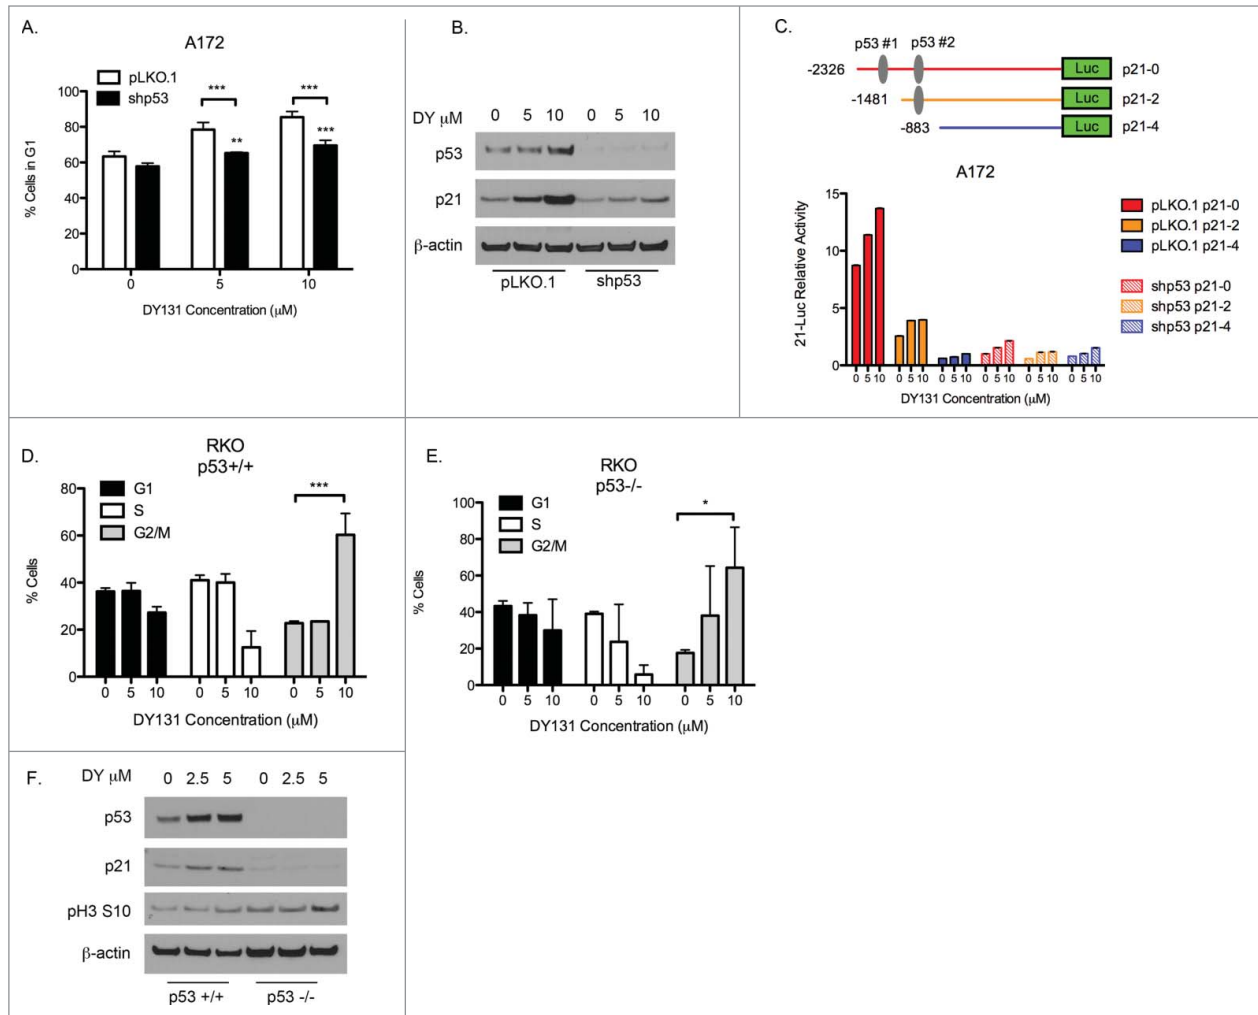 A.
A172
pLKO.1
shp53
***
***
**
***
% Cells in G1
100
80
60
40
20
0
0
5
10
DY131 Concentration (μM)
B.
DY μM 0 5 10 0 5 10
p53
p21
β-actin
pLKO.1 shp53
C.
p53 #1 p53 #2
-2326 Luc p21-0
-1481 Luc p21-2
-883 Luc p21-4
A172
21-Luc Relative Activity
15
10
5
0
0 5 10 0 5 10 0 5 10 0 5 10 0 5 10 0 5 10
DY131 Concentration (μM)
pLKO.1 p21-0
pLKO.1 p21-2
pLKO.1 p21-4
shp53 p21-0
shp53 p21-2
shp53 p21-4
D.
RKO
p53+/+
G1
S
G2/M
***
% Cells
80
60
40
20
0
0 5 10 0 5 10 0 5 10
DY131 Concentration (μM)
E.
RKO
p53-/-
G1
S
G2/M
*
% Cells
100
80
60
40
20
0
0 5 10 0 5 10 0 5 10
DY131 Concentration (μM)
F.
DY μM 0 2.5 5 0 2.5 5
p53
p21
pH3 S10
β-actin
p53 +/+ p53 -/-